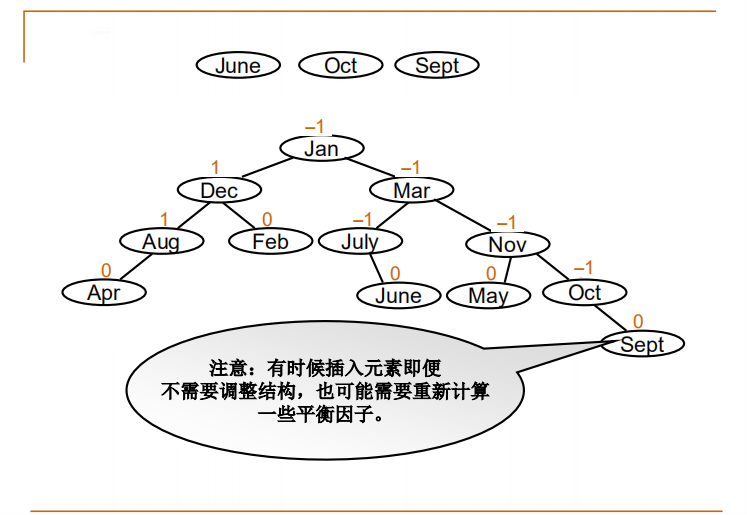 June Oct Sept
–1
Jan
1 –1
Dec Mar
1 0 –1 –1
Aug Feb July Nov
0 0 0 –1
Apr June May Oct
0
Sept
注意：有时候插入元素即便
不需要调整结构，也可能需要重新计算
一些平衡因子。